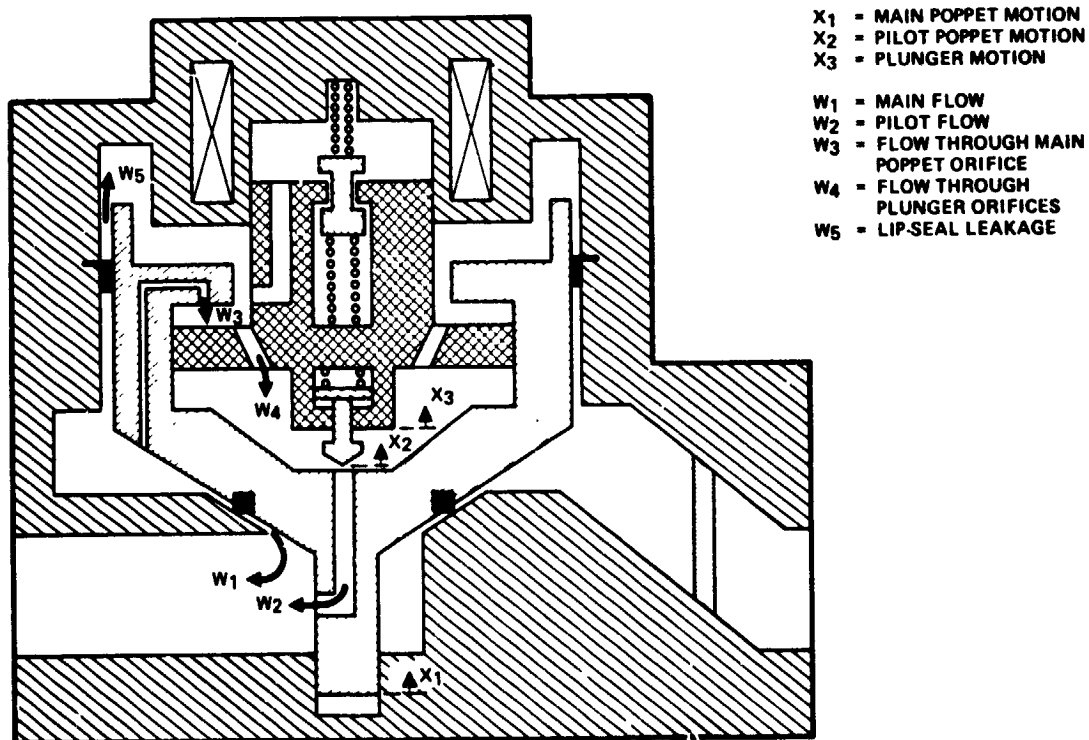 X1 = MAIN POPPET MOTION
X2 = PILOT POPPET MOTION
X3 = PLUNGER MOTION
W1 = MAIN FLOW
W2 = PILOT FLOW
W3 = FLOW THROUGH MAIN
POPPET ORIFICE
W4 = FLOW THROUGH
PLUNGER ORIFICES
W5 = LIP-SEAL LEAKAGE
W5
W3
W4
X3
X2
W1
W2
X1